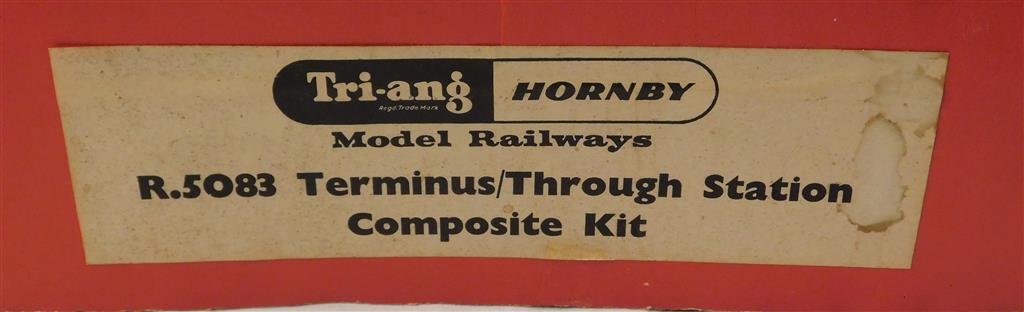 Tri-ang HORNBY
Regd. Trade Mark
Model Railways
R.5083 Terminus/Through Station
Composite Kit